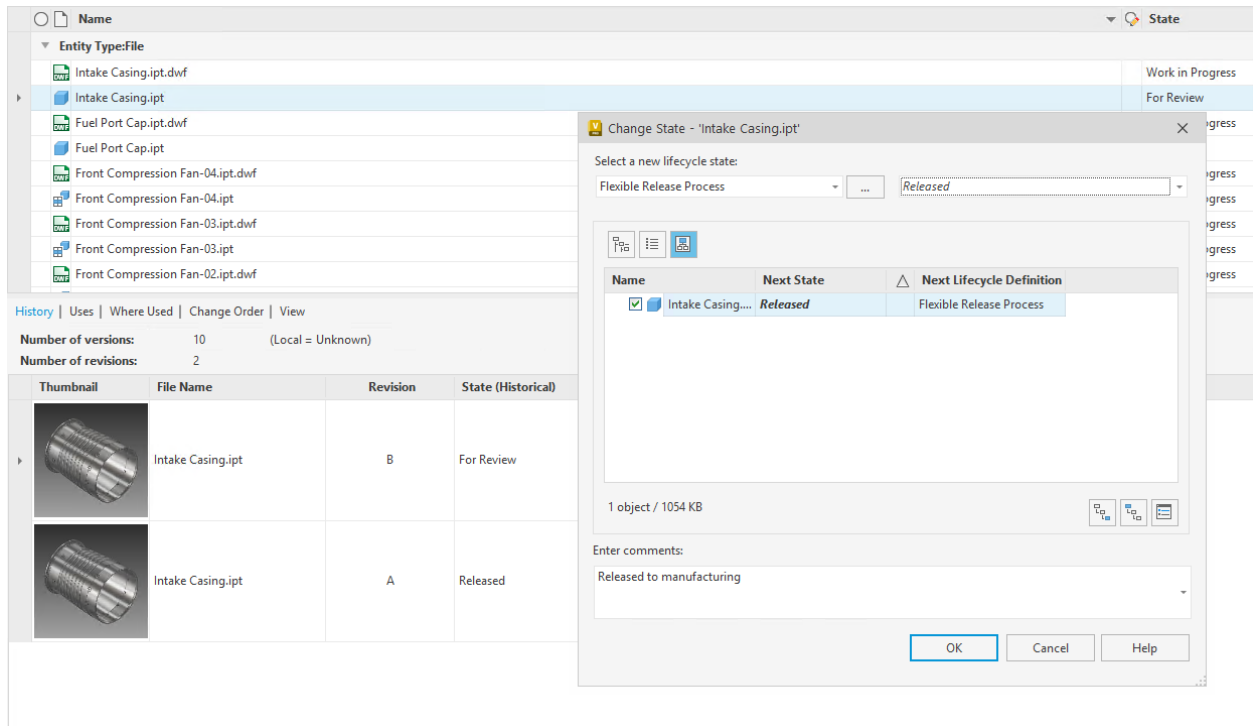 Name State
Entity Type:File
Intake Casing.ipt.dwf Work in Progress
Intake Casing.ipt For Review
Fuel Port Cap.ipt.dwf ogress
Fuel Port Cap.ipt
Front Compression Fan-04.ipt.dwf ogress
Front Compression Fan-04.ipt ogress
Front Compression Fan-03.ipt.dwf ogress
Front Compression Fan-03.ipt ogress
Front Compression Fan-02.ipt.dwf ogress
History | Uses | Where Used | Change Order | View
Number of versions: 10 (Local = Unknown)
Number of revisions: 2
Thumbnail File Name Revision State (Historical)
Intake Casing.ipt B For Review
Intake Casing.ipt A Released
Change State - 'Intake Casing.ipt'
Select a new lifecycle state:
Flexible Release Process ... Released
Name Next State Next Lifecycle Definition
Intake Casing.... Released Flexible Release Process
1 object / 1054 KB
Enter comments:
Released to manufacturing
OK Cancel Help